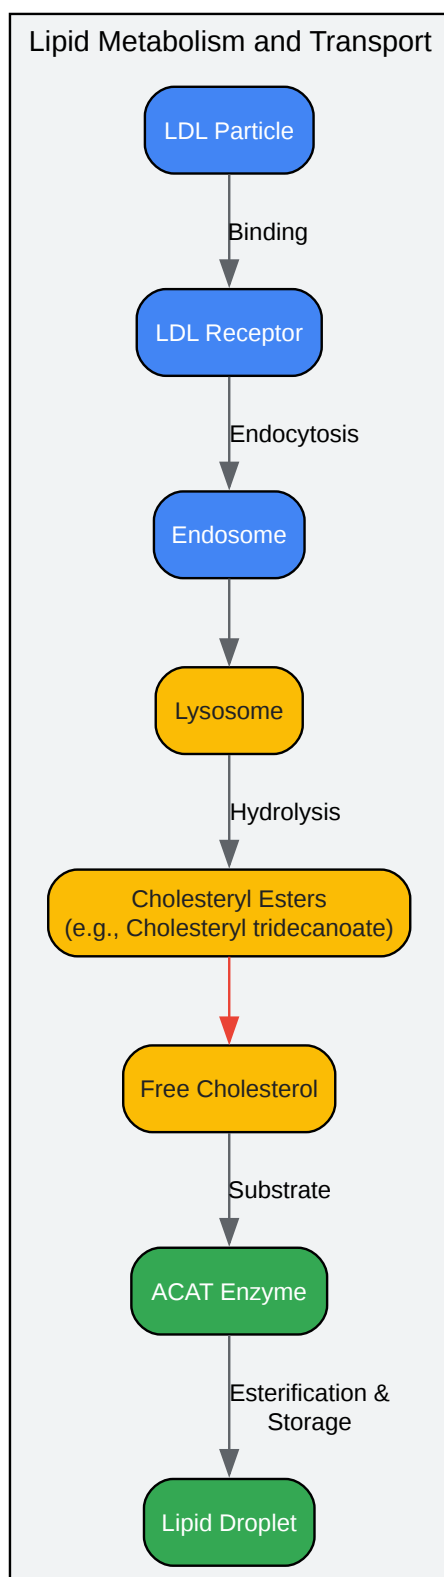 Lipid Metabolism and Transport
LDL Particle
Binding
LDL Receptor
Endocytosis
Endosome
Lysosome
Hydrolysis
Cholesteryl Esters
(e.g., Cholesteryl tridecanoate)
Free Cholesterol
Substrate
ACAT Enzyme
Esterification &
Storage
Lipid Droplet